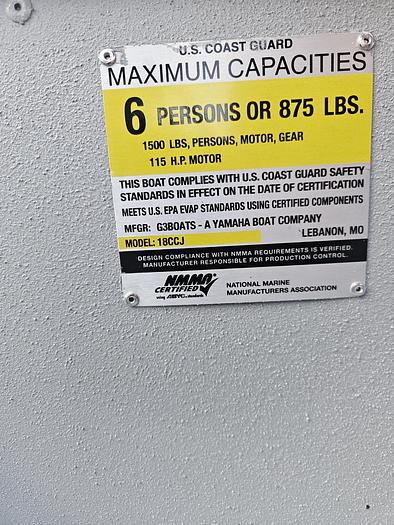 U.S. COAST GUARD
MAXIMUM CAPACITIES
6 PERSONS OR 875 LBS.
1500 LBS, PERSONS, MOTOR, GEAR
115 H.P. MOTOR
THIS BOAT COMPLIES WITH U.S. COAST GUARD SAFETY
STANDARDS IN EFFECT ON THE DATE OF CERTIFICATION
MEETS U.S. EPA EVAP STANDARDS USING CERTIFIED COMPONENTS
MFGR: G3BOATS - A YAMAHA BOAT COMPANY
LEBANON, MO
MODEL: 18CCJ
DESIGN COMPLIANCE WITH NMMA REQUIREMENTS IS VERIFIED.
MANUFACTURER RESPONSIBLE FOR PRODUCTION CONTROL.
NMMA®
CERTIFIED
using ABYC standards
NATIONAL MARINE
MANUFACTURERS ASSOCIATION